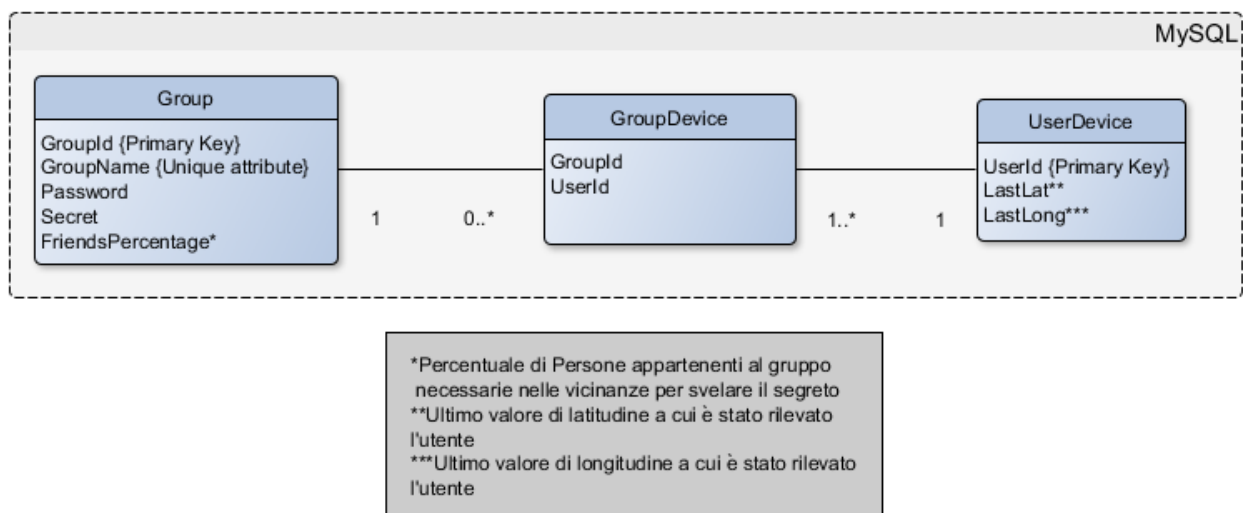 MySQL
Group
GroupId {Primary Key}
GroupName {Unique attribute}
Password
Secret
FriendsPercentage*
1
0..*
GroupDevice
GroupId
UserId
1..*
1
UserDevice
UserId {Primary Key}
LastLat**
LastLong***
*Percentuale di Persone appartenenti al gruppo
necessarie nelle vicinanze per svelare il segreto
**Ultimo valore di latitudine a cui è stato rilevato
l'utente
***Ultimo valore di longitudine a cui è stato rilevato
l'utente